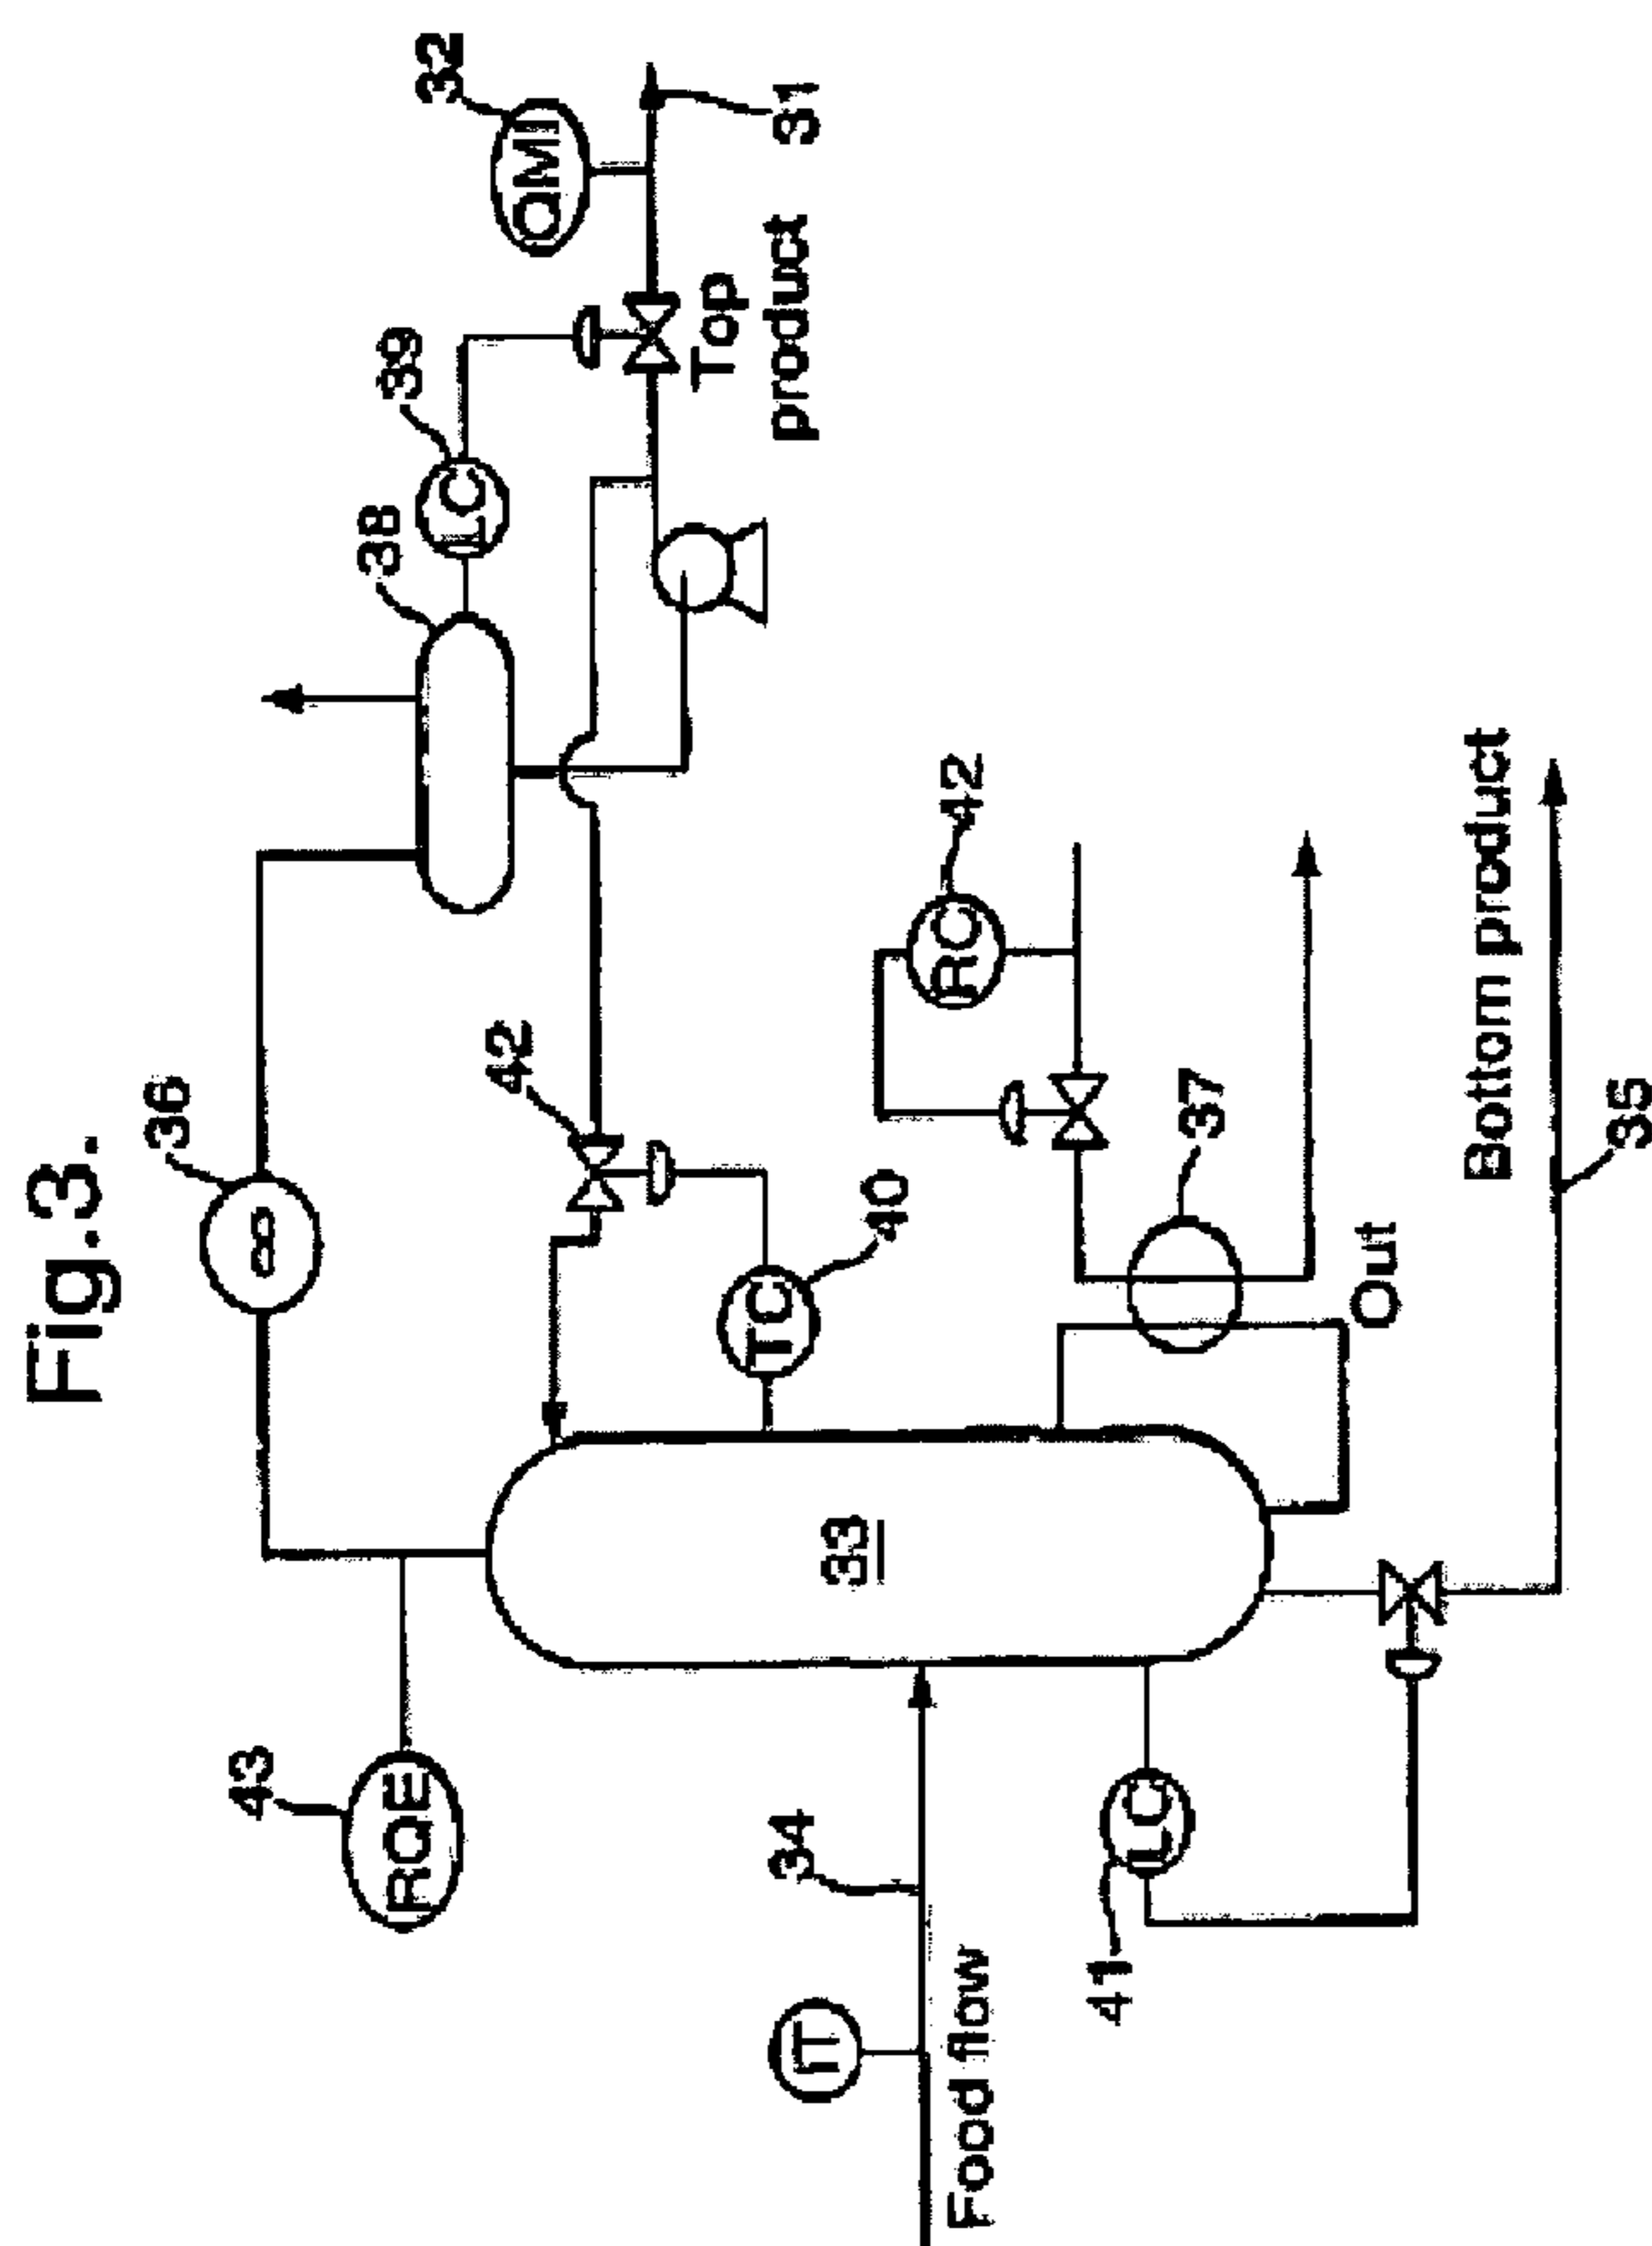 Fig.3.
36
43
38
39
32
RQE
LC
42
QMI
Top
product
31
TC
34
IT
33
40
RC
42
Food flow
41
LC
37
Out
Bottom product
35